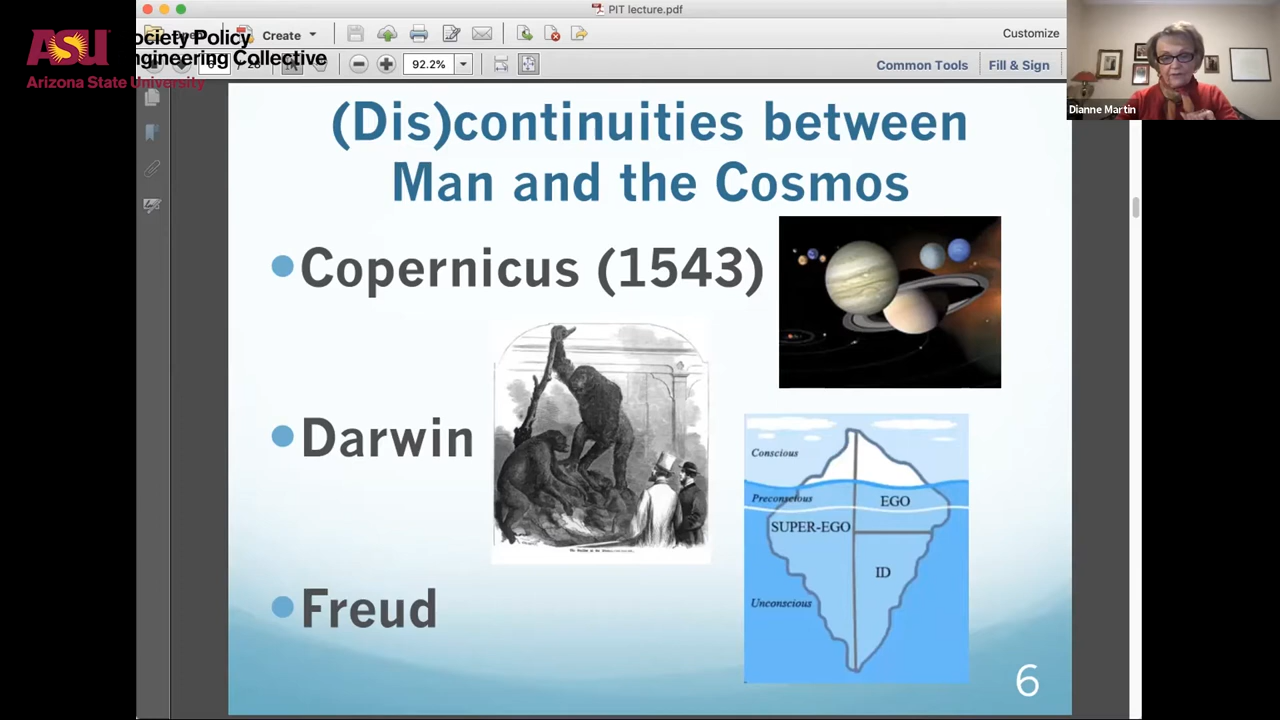 PIT lecture.pdf
ASU
Arizona State University
ociety Policy
ngineering Collective
Create
Customize
92.2%
Common Tools
Fill & Sign
Dianne Martin
(Dis)continuities between
Man and the Cosmos
Copernicus (1543)
Darwin
Freud
Conscious
Preconscious
EGO
SUPER-EGO
ID
Unconscious
6